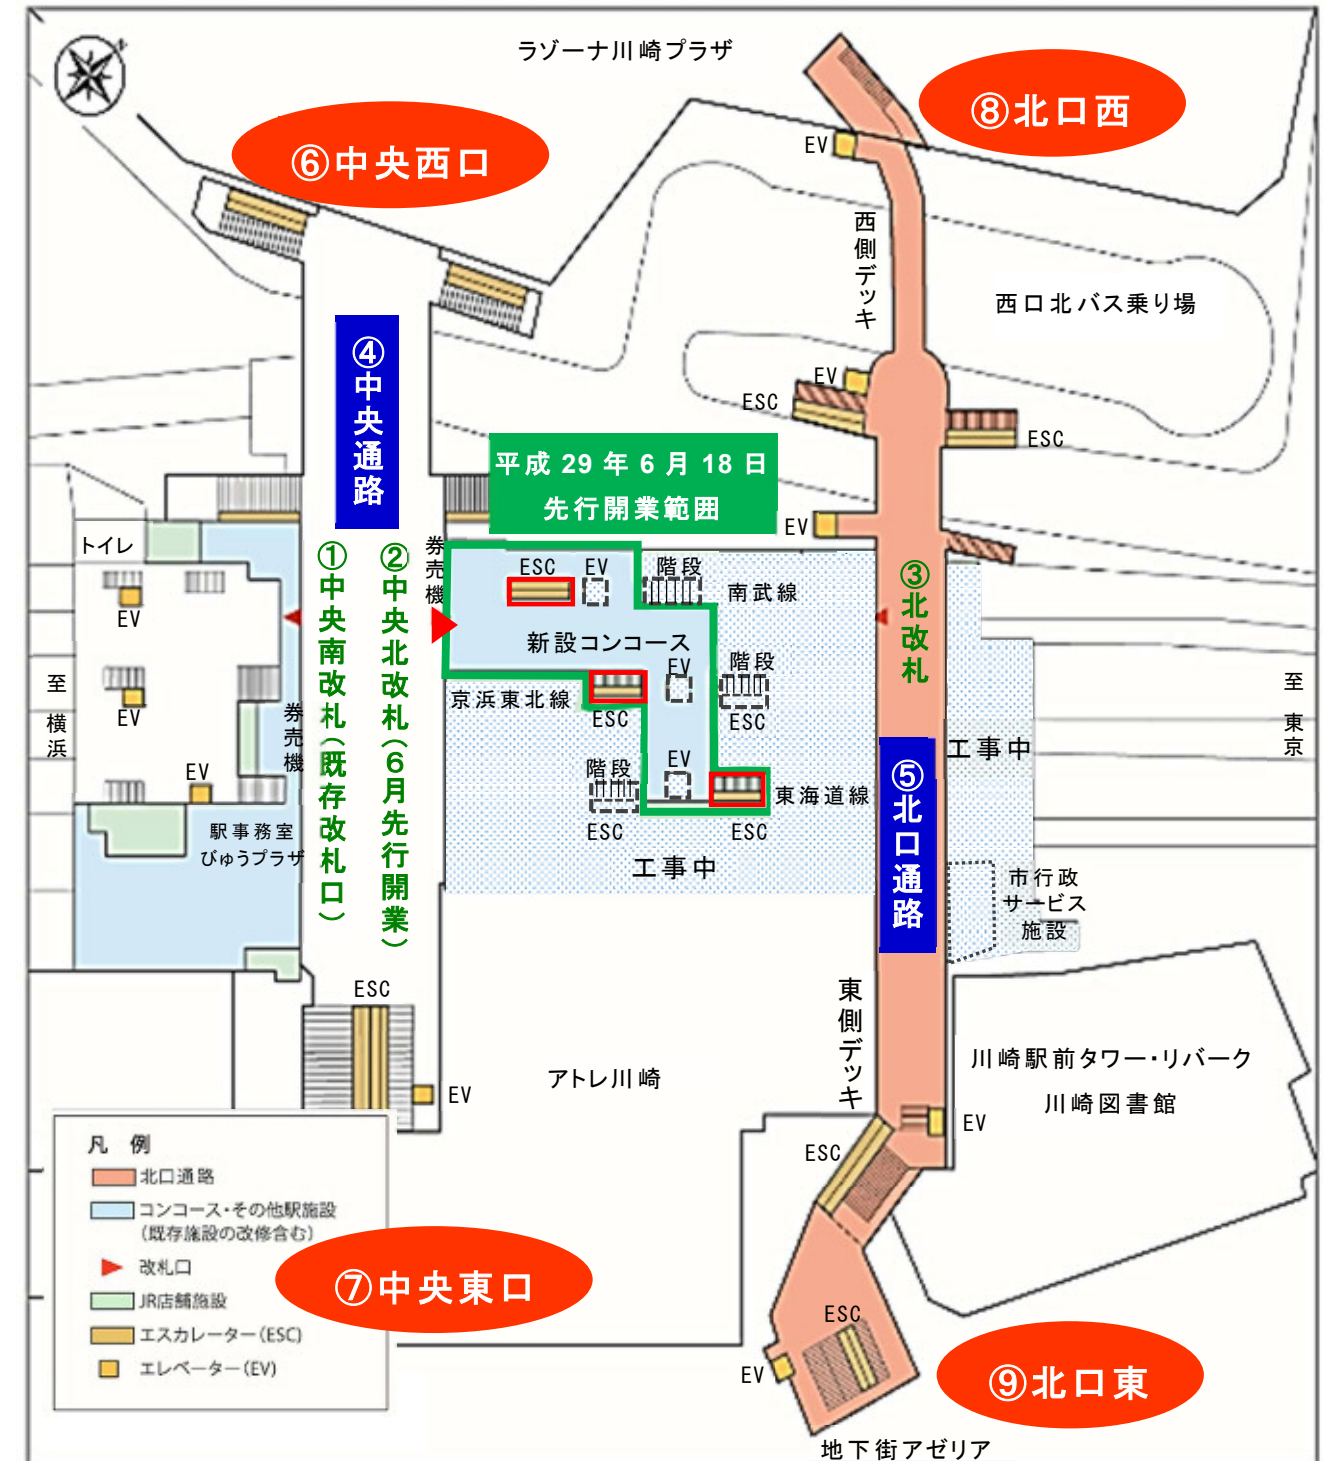 ラゾーナ川崎プラザ
⑧北口西
⑥中央西口
EV
西側デッキ
西口北バス乗り場
④中央通路
EV
ESC
ESC
平成 29 年 6 月 18 日
先行開業範囲
EV
トイレ
券売機
ESC
EV
階段
南武線
①中央南改札(既存改札口)
②中央北改札(6月先行開業)
③北改札
EV
新設コンコース
EV
階段
至 横浜
EV
京浜東北線
ESC
ESC
至 東京
券売機
工事中
EV
階段
EV
東海道線
⑤北口通路
駅事務室
びゅうプラザ
ESC
ESC
工事中
市行政
サービス
施設
ESC
東側デッキ
川崎駅前タワー・リバーク
川崎図書館
アトレ川崎
EV
EV
ESC
凡 例
北口通路
コンコース・その他駅施設
(既存施設の改修含む)
改札口
JR店舗施設
エスカレーター(ESC)
エレベーター(EV)
⑦中央東口
ESC
EV
⑨北口東
地下街アゼリア